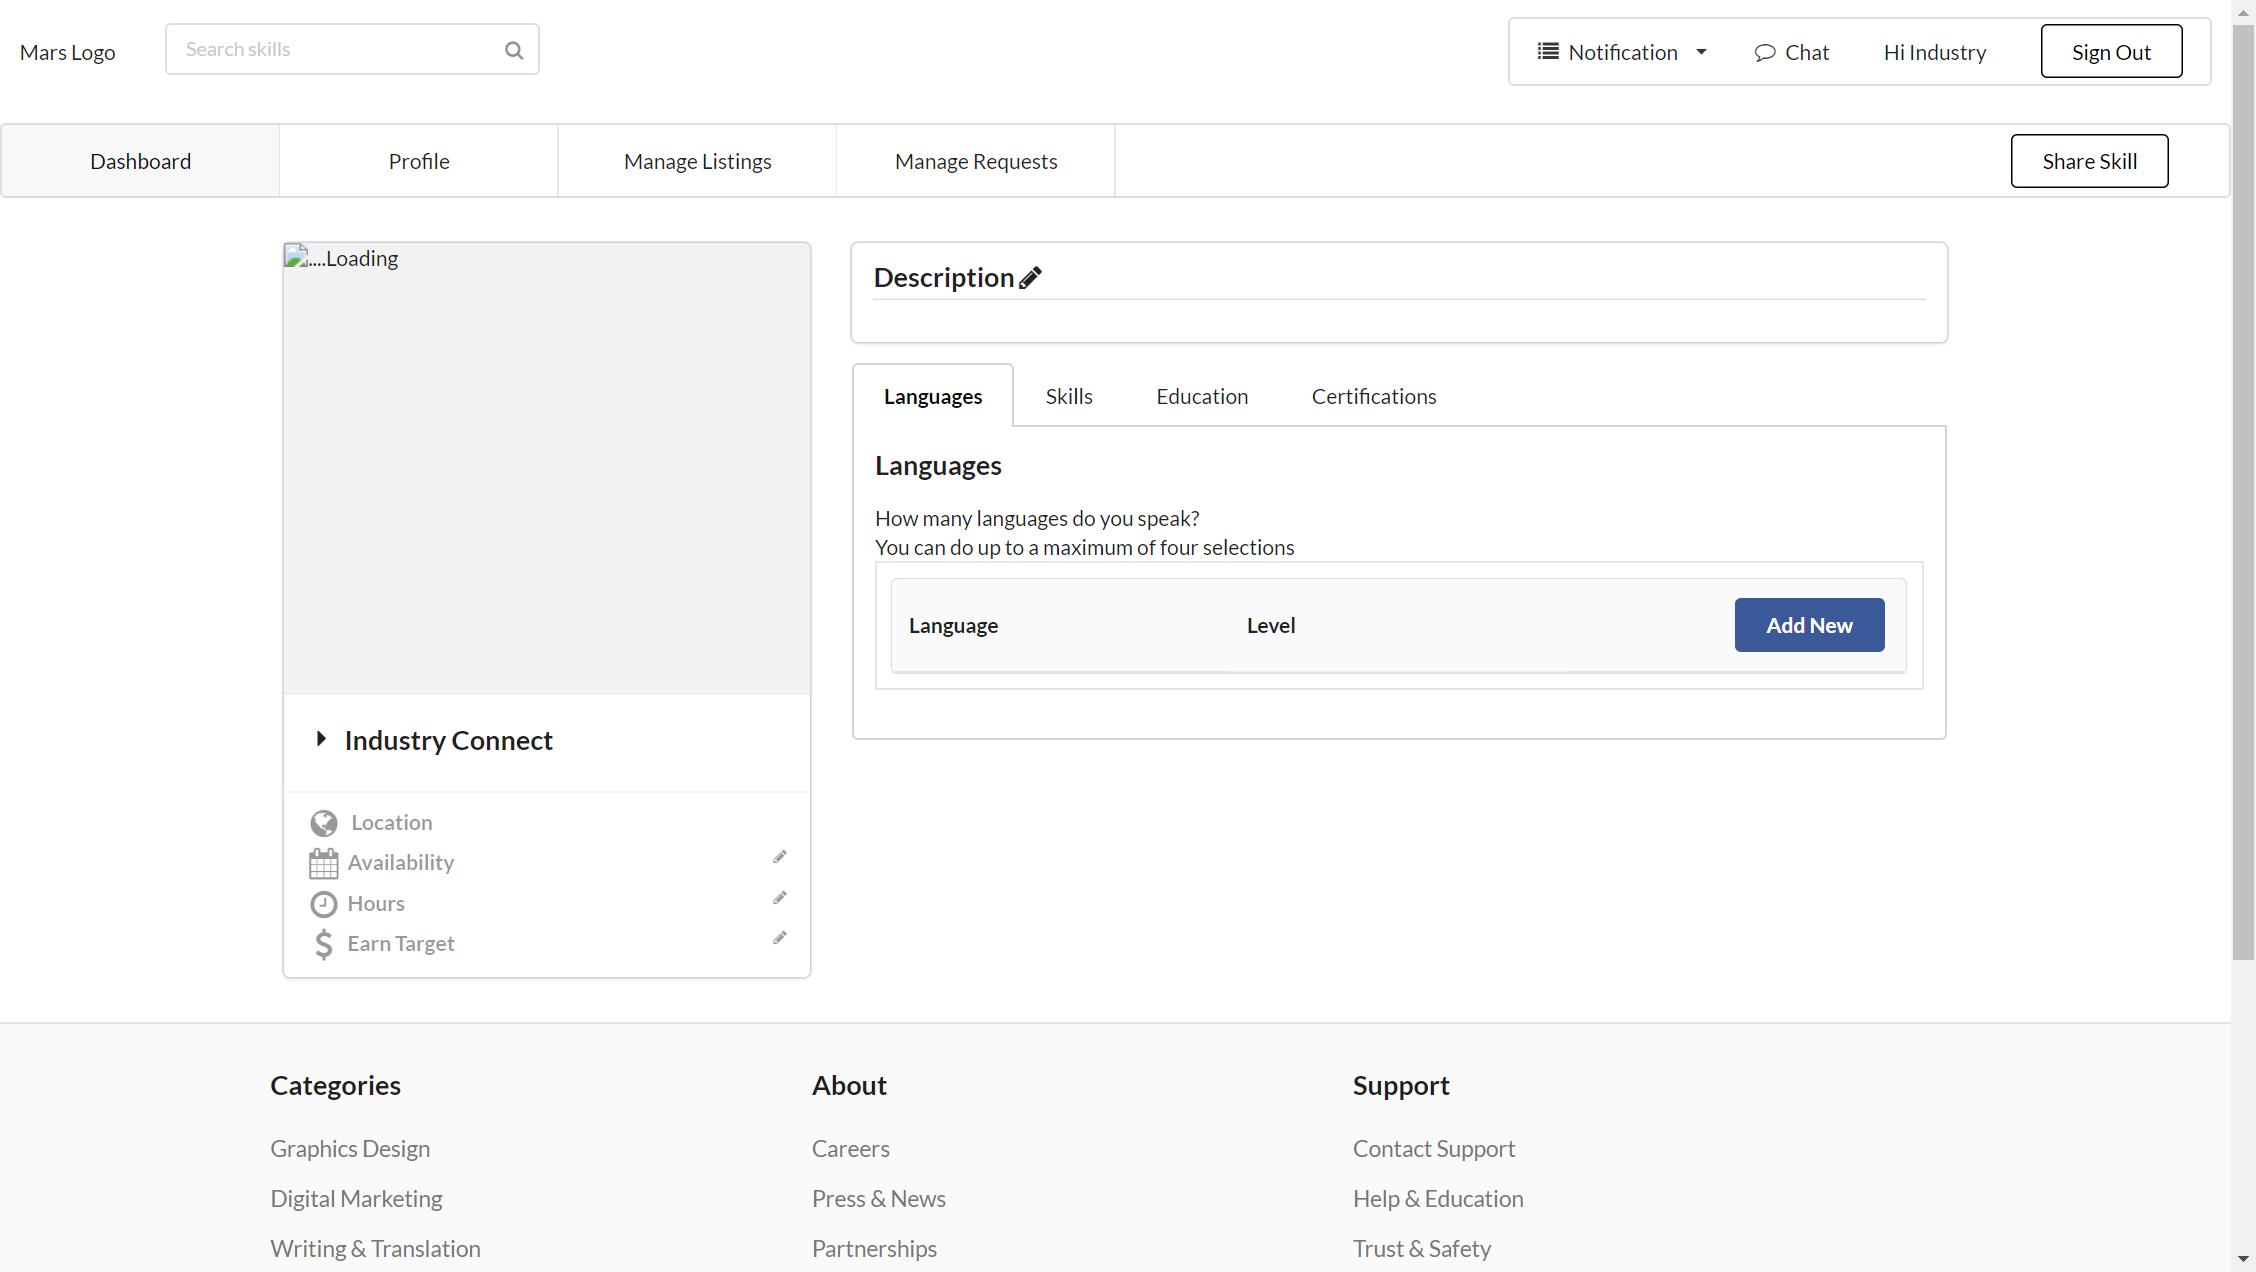 Mars Logo
Search skills
Notification
Chat
Hi Industry
Sign Out
Dashboard
Profile
Manage Listings
Manage Requests
Share Skill
....Loading
Industry Connect
Location
Availability
Hours
Earn Target
Description
Languages
Skills
Education
Certifications
Languages
How many languages do you speak?
You can do up to a maximum of four selections
Language
Level
Add New
Categories
Graphics Design
Digital Marketing
Writing & Translation
About
Careers
Press & News
Partnerships
Support
Contact Support
Help & Education
Trust & Safety